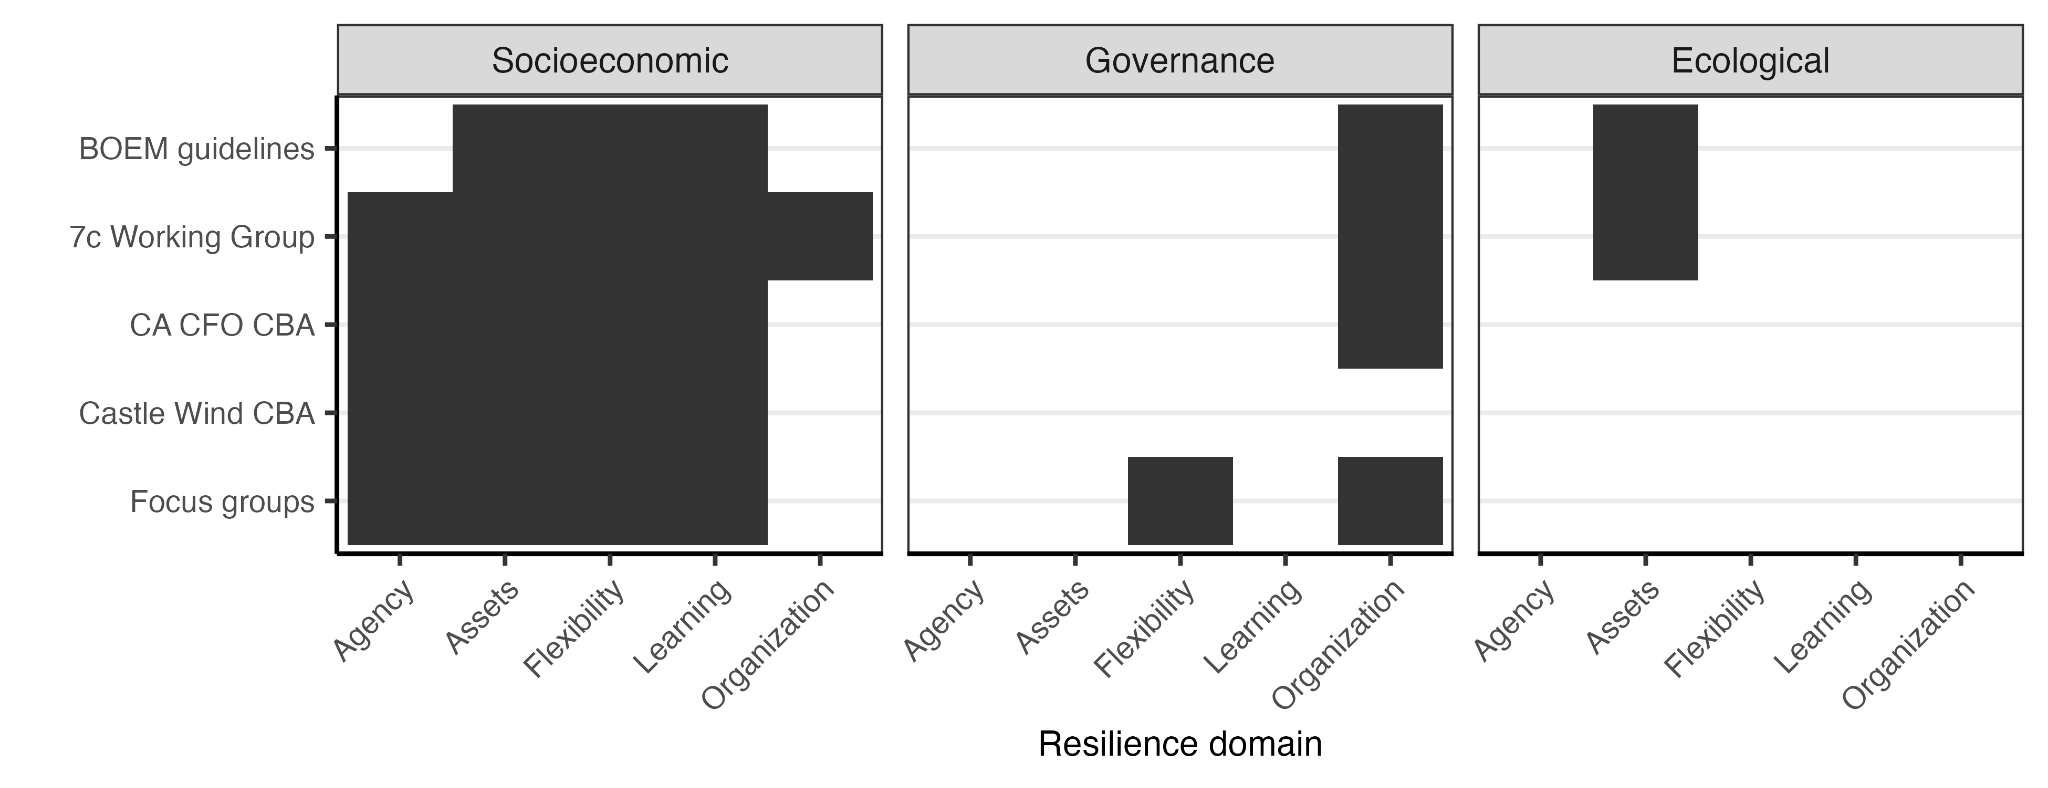 Socioeconomic
Governance
Ecological
BOEM guidelines
7c Working Group
CA CFO CBA
Castle Wind CBA
Focus groups
Agency
Assets
Flexibility
Learning
Organization
Agency
Assets
Flexibility
Learning
Organization
Agency
Assets
Flexibility
Learning
Organization
Resilience domain